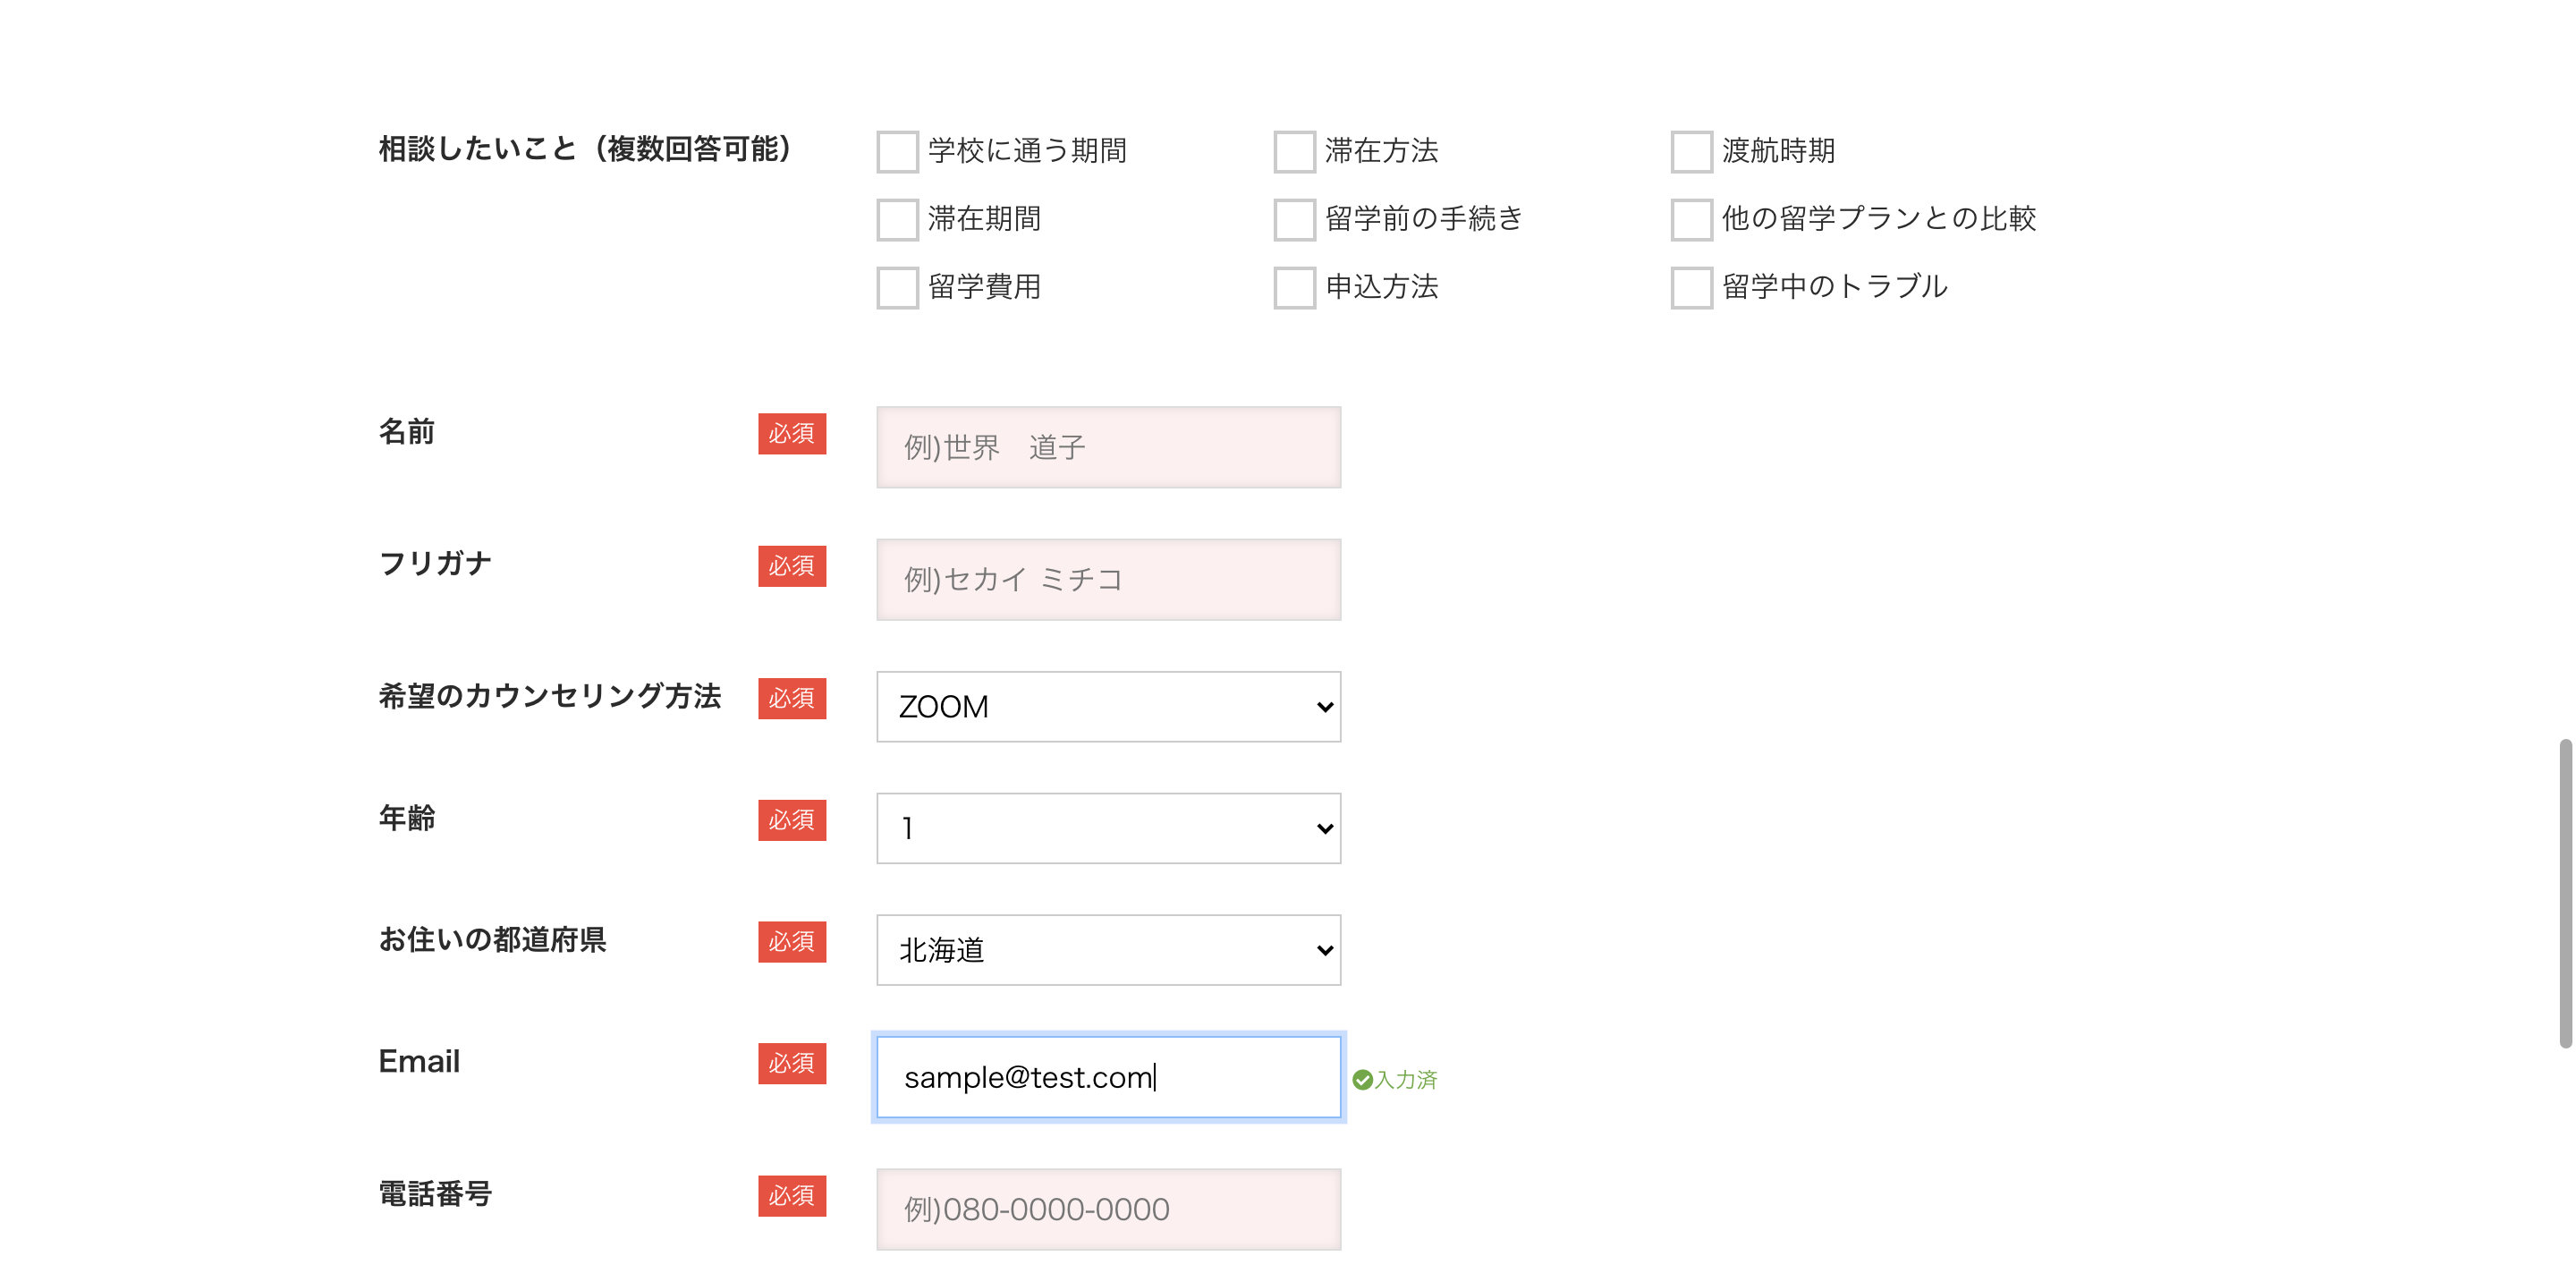 相談したいこと（複数回答可能）
学校に通う期間 滞在方法 渡航時期
滞在期間 留学前の手続き 他の留学プランとの比較
留学費用 申込方法 留学中のトラブル
名前 必須 例)世界　道子
フリガナ 必須 例)セカイ ミチコ
希望のカウンセリング方法 必須 ZOOM
年齢 必須 1
お住いの都道府県 必須 北海道
Email 必須 sample@test.com 入力済
電話番号 必須 例)080-0000-0000